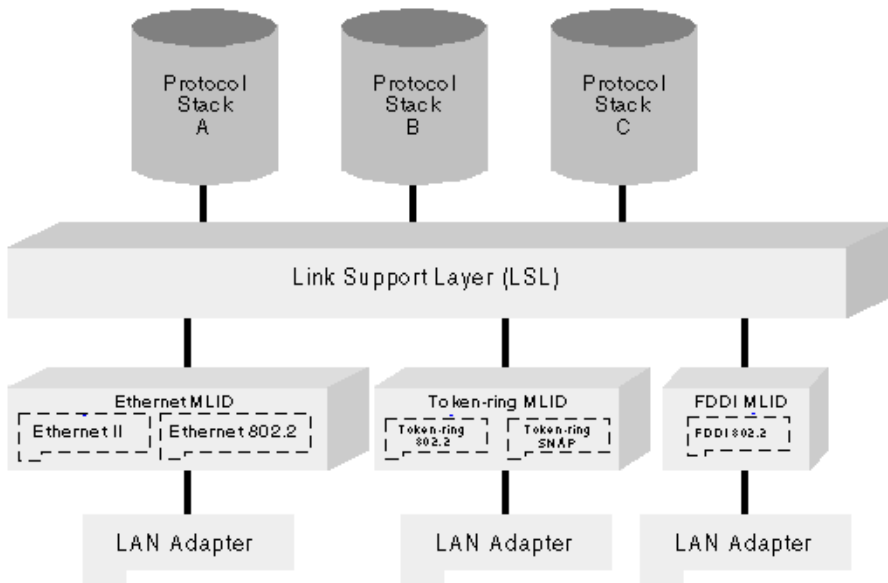 Protocol
Stack
A
Protocol
Stack
B
Protocol
Stack
C
Link Support Layer (LSL)
Ethernet MLID
Ethernet II
Ethernet 802.2
Token-ring MLID
Token-ring
802.2
Token-ring
SNAP
FDDI MLID
FDDI 802.2
LAN Adapter
LAN Adapter
LAN Adapter